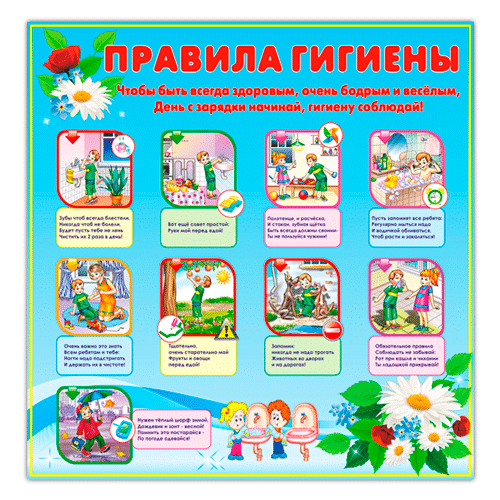 ПРАВИЛА ГИГИЕНЫ
Чтобы быть всегда здоровым, очень бодрым и весёлым,
День с зарядки начинай, гигиену соблюдай!
Зубы чтоб всегда блестели,
Никогда чтоб не болели,
Будет пусть тебе не лень
Чистить их 2 раза в день!
Вот ещё совет простой:
Руки мой перед едой!
Полотенце, и расчёска,
И стакан, зубная щётка
Быть всегда должны своими-
Ты не пользуйся чужими!
Пусть запомнят все ребята:
Регулярно мыться надо
И водичкой обливаться,
Чтоб расти и закаляться!
Очень важно это знать
Всем ребятам и тебе:
Ногти надо подстригать
И держать их в чистоте!
Тщательно,
очень старательно мой
Фрукты и овощи
перед едой!
Запомни:
никогда не надо трогать
Животных во дворах
и на дорогах!
Обязательное правило
Соблюдать не забывай:
Рот при кашле и чихании
Ты ладошкой прикрывай!
Нужен тёплый шарф зимой,
Дождевик и зонт - весной!
Помнить это постарайся -
По погоде одевайся!